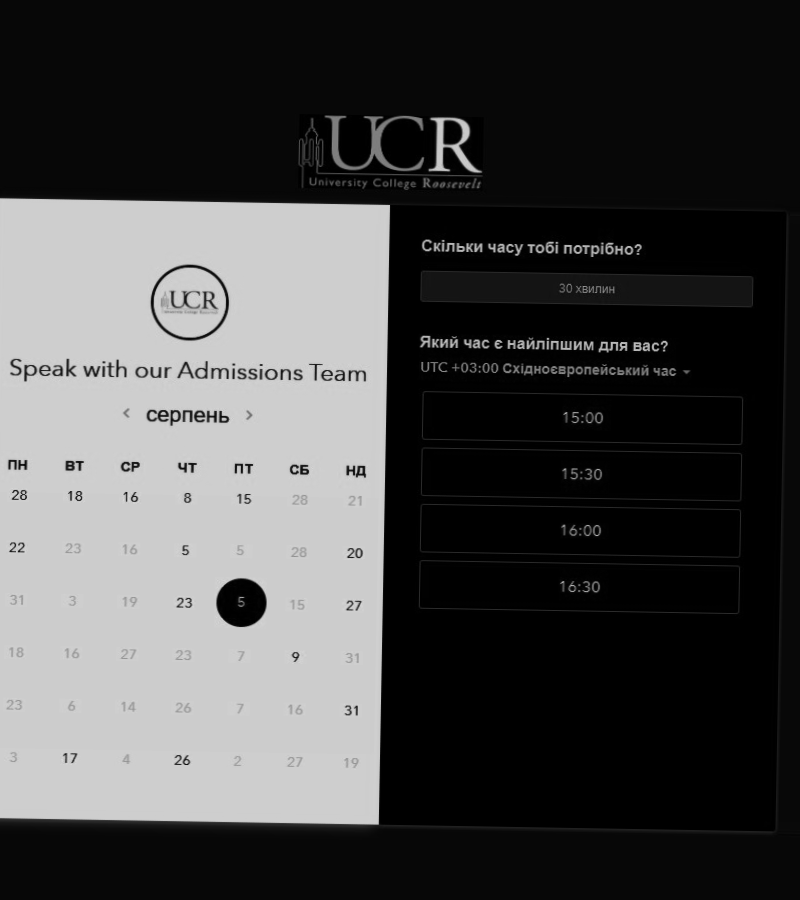 UCR
University College Roosevelt
UCR
Speak with our Admissions Team
серпень
ПН ВТ СР ЧТ ПТ СБ НД
28 18 16 8 15 28 21
22 23 16 5 5 28 20
31 3 19 23 5 15 27
18 16 27 23 7 9 31
23 6 14 26 7 16 31
3 17 4 26 2 27 19
Скільки часу тобі потрібно?
30 хвилин
Який час є найліпшим для вас?
UTC +03:00 Східноєвропейський час
15:00
15:30
16:00
16:30